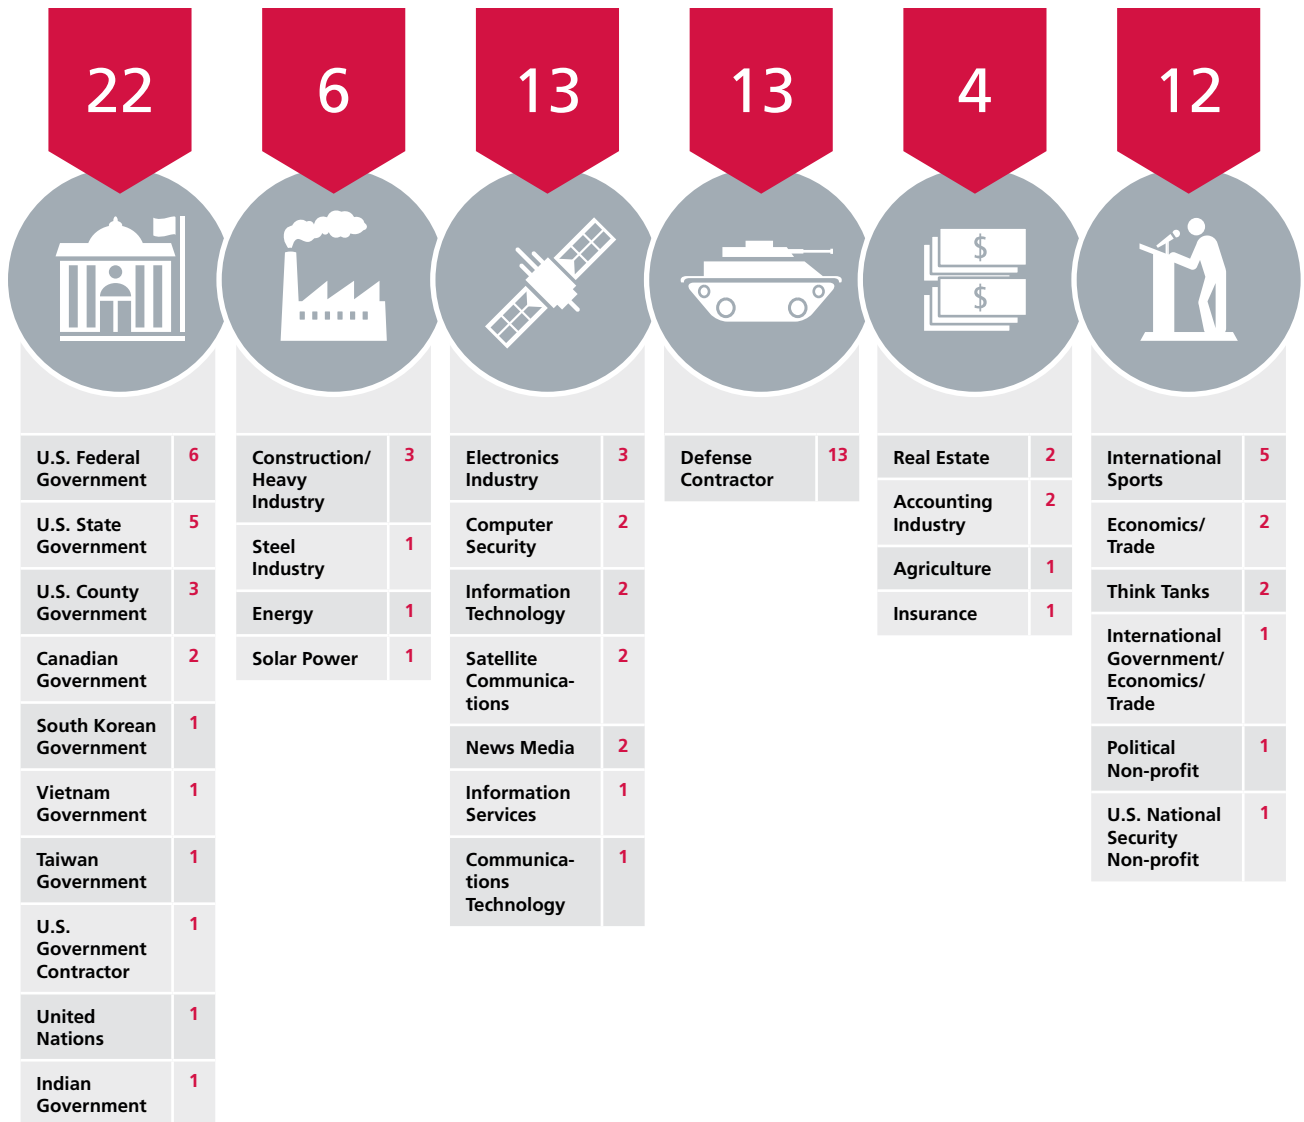 22
6
13
13
4
12
$
$
U.S. Federal 6
Government
U.S. State 5
Government
U.S. County 3
Government
Canadian 2
Government
South Korean 1
Government
Vietnam 1
Government
Taiwan 1
Government
U.S. 1
Government
Contractor
United 1
Nations
Indian 1
Government
Construction/ 3
Heavy
Industry
Steel 1
Industry
Energy 1
Solar Power 1
Electronics 3
Industry
Computer 2
Security
Information 2
Technology
Satellite 2
Communica-
tions
News Media 2
Information 1
Services
Communica- 1
tions
Technology
Defense 13
Contractor
Real Estate 2
Accounting 2
Industry
Agriculture 1
Insurance 1
International 5
Sports
Economics/ 2
Trade
Think Tanks 2
International 1
Government/
Economics/
Trade
Political 1
Non-profit
U.S. National 1
Security
Non-profit